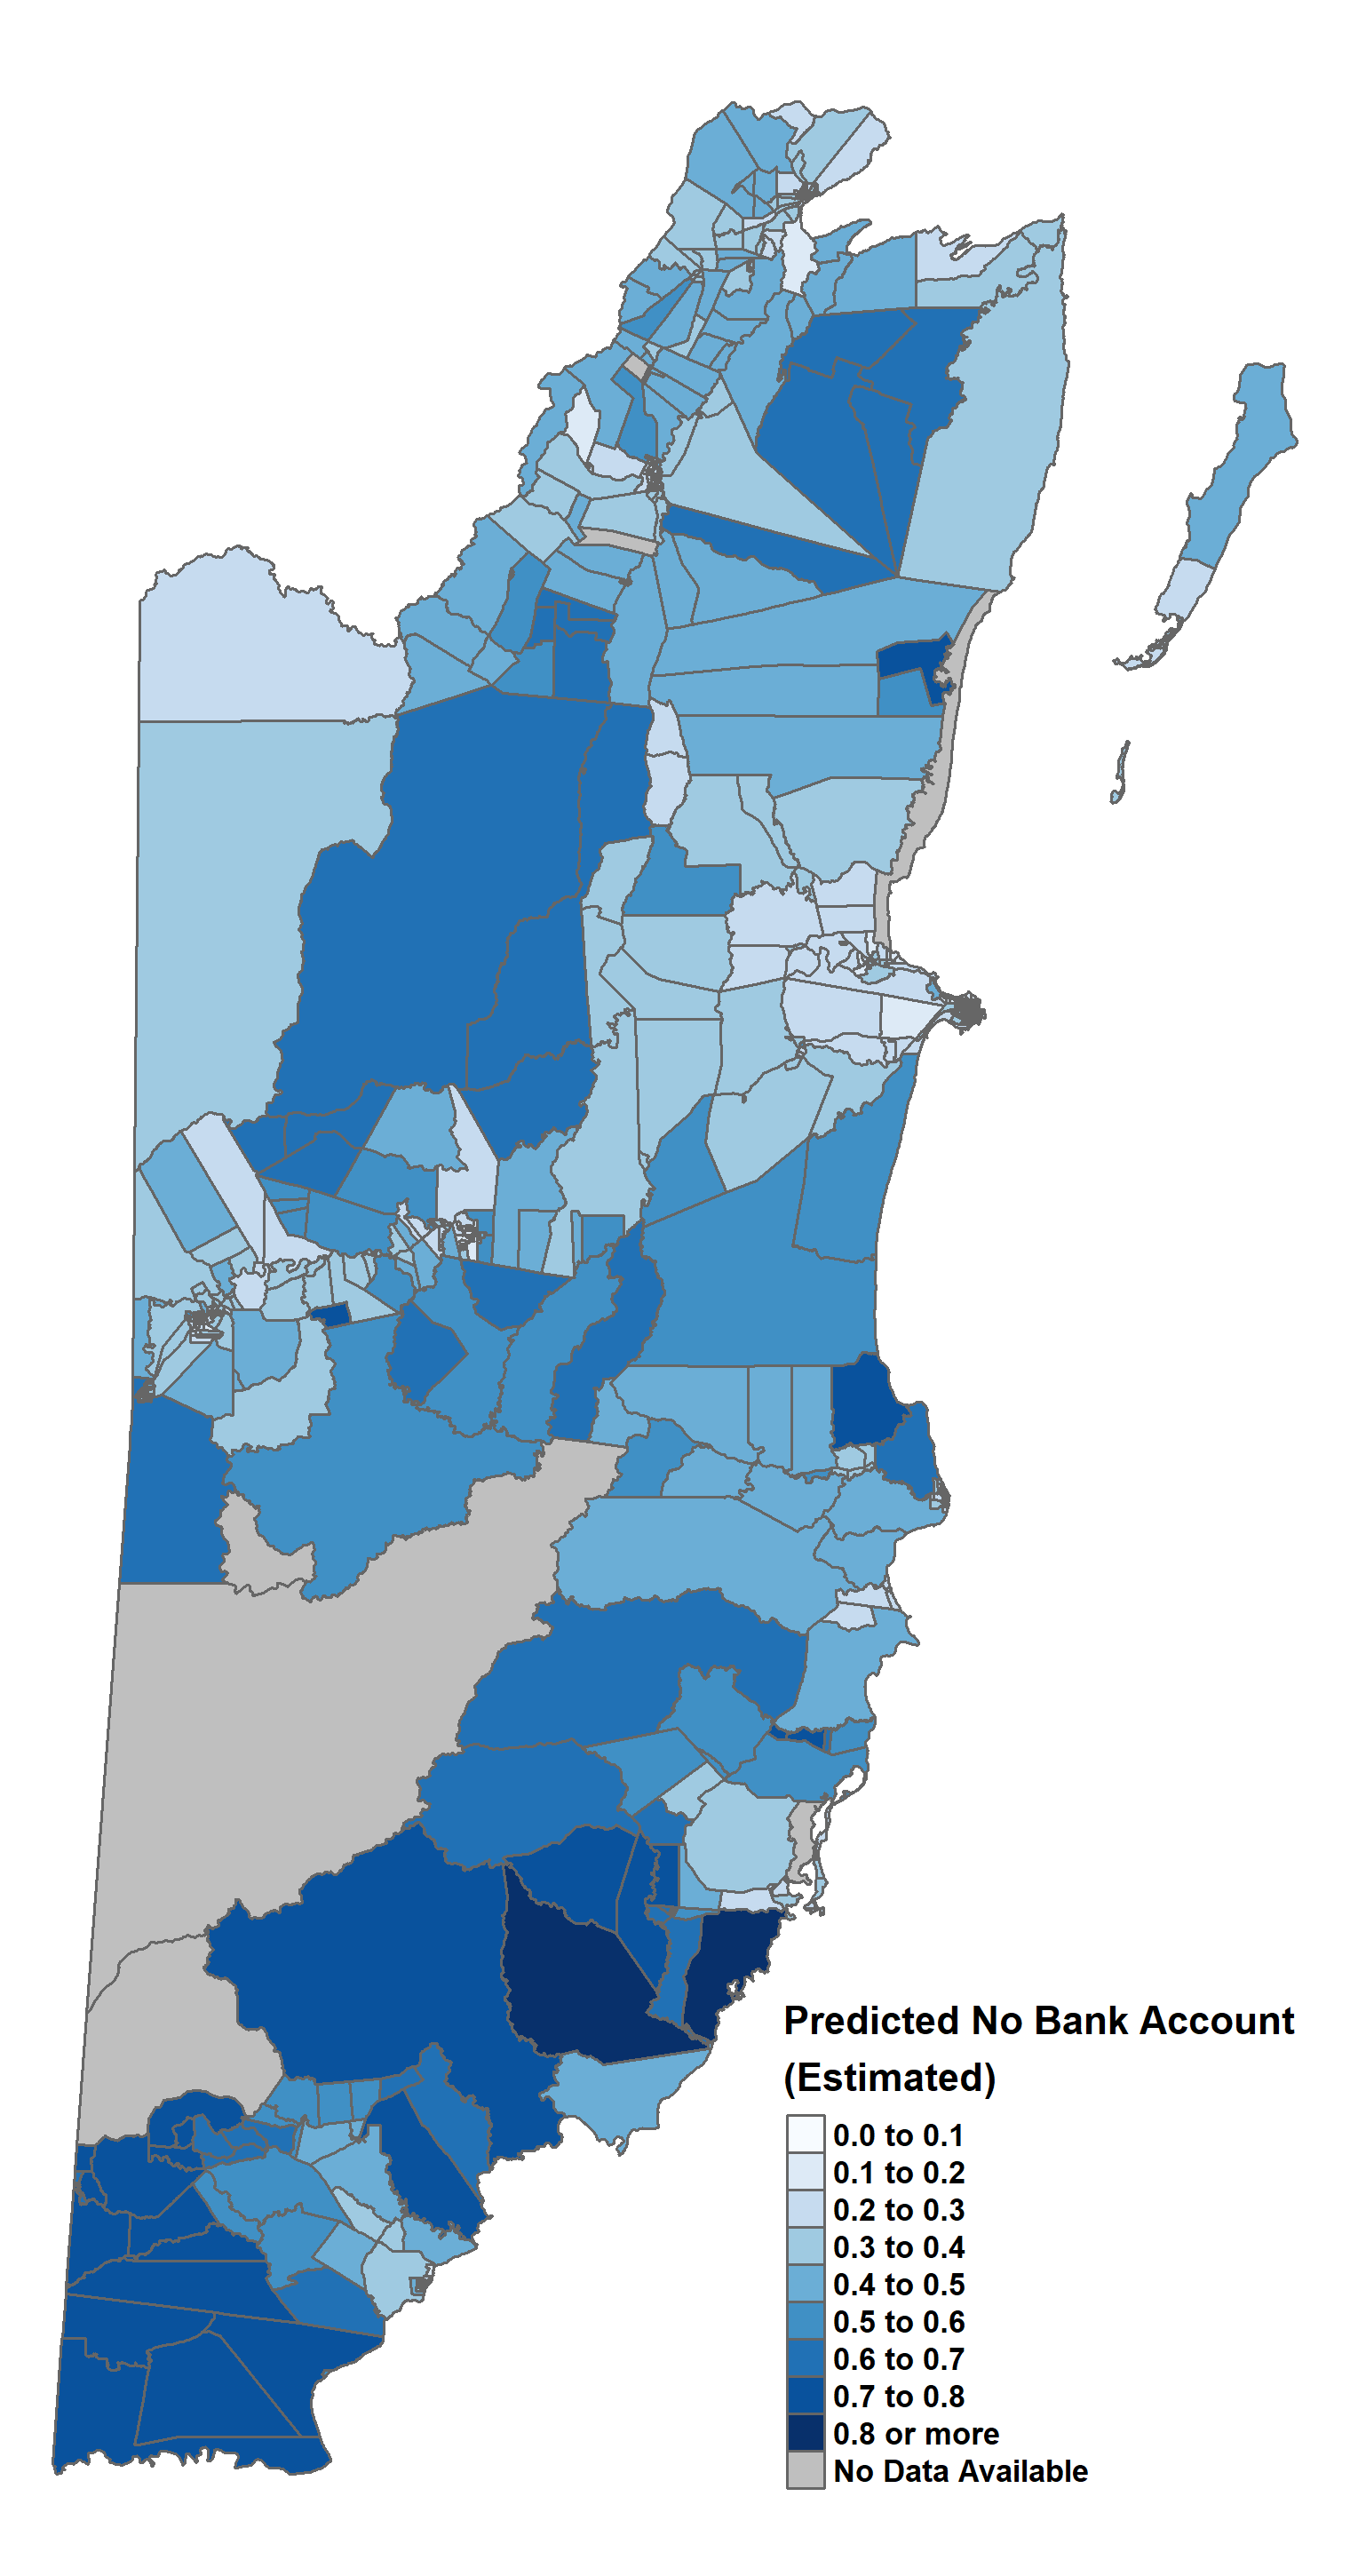 Predicted No Bank Account
(Estimated)
0.0 to 0.1
0.1 to 0.2
0.2 to 0.3
0.3 to 0.4
0.4 to 0.5
0.5 to 0.6
0.6 to 0.7
0.7 to 0.8
0.8 or more
No Data Available